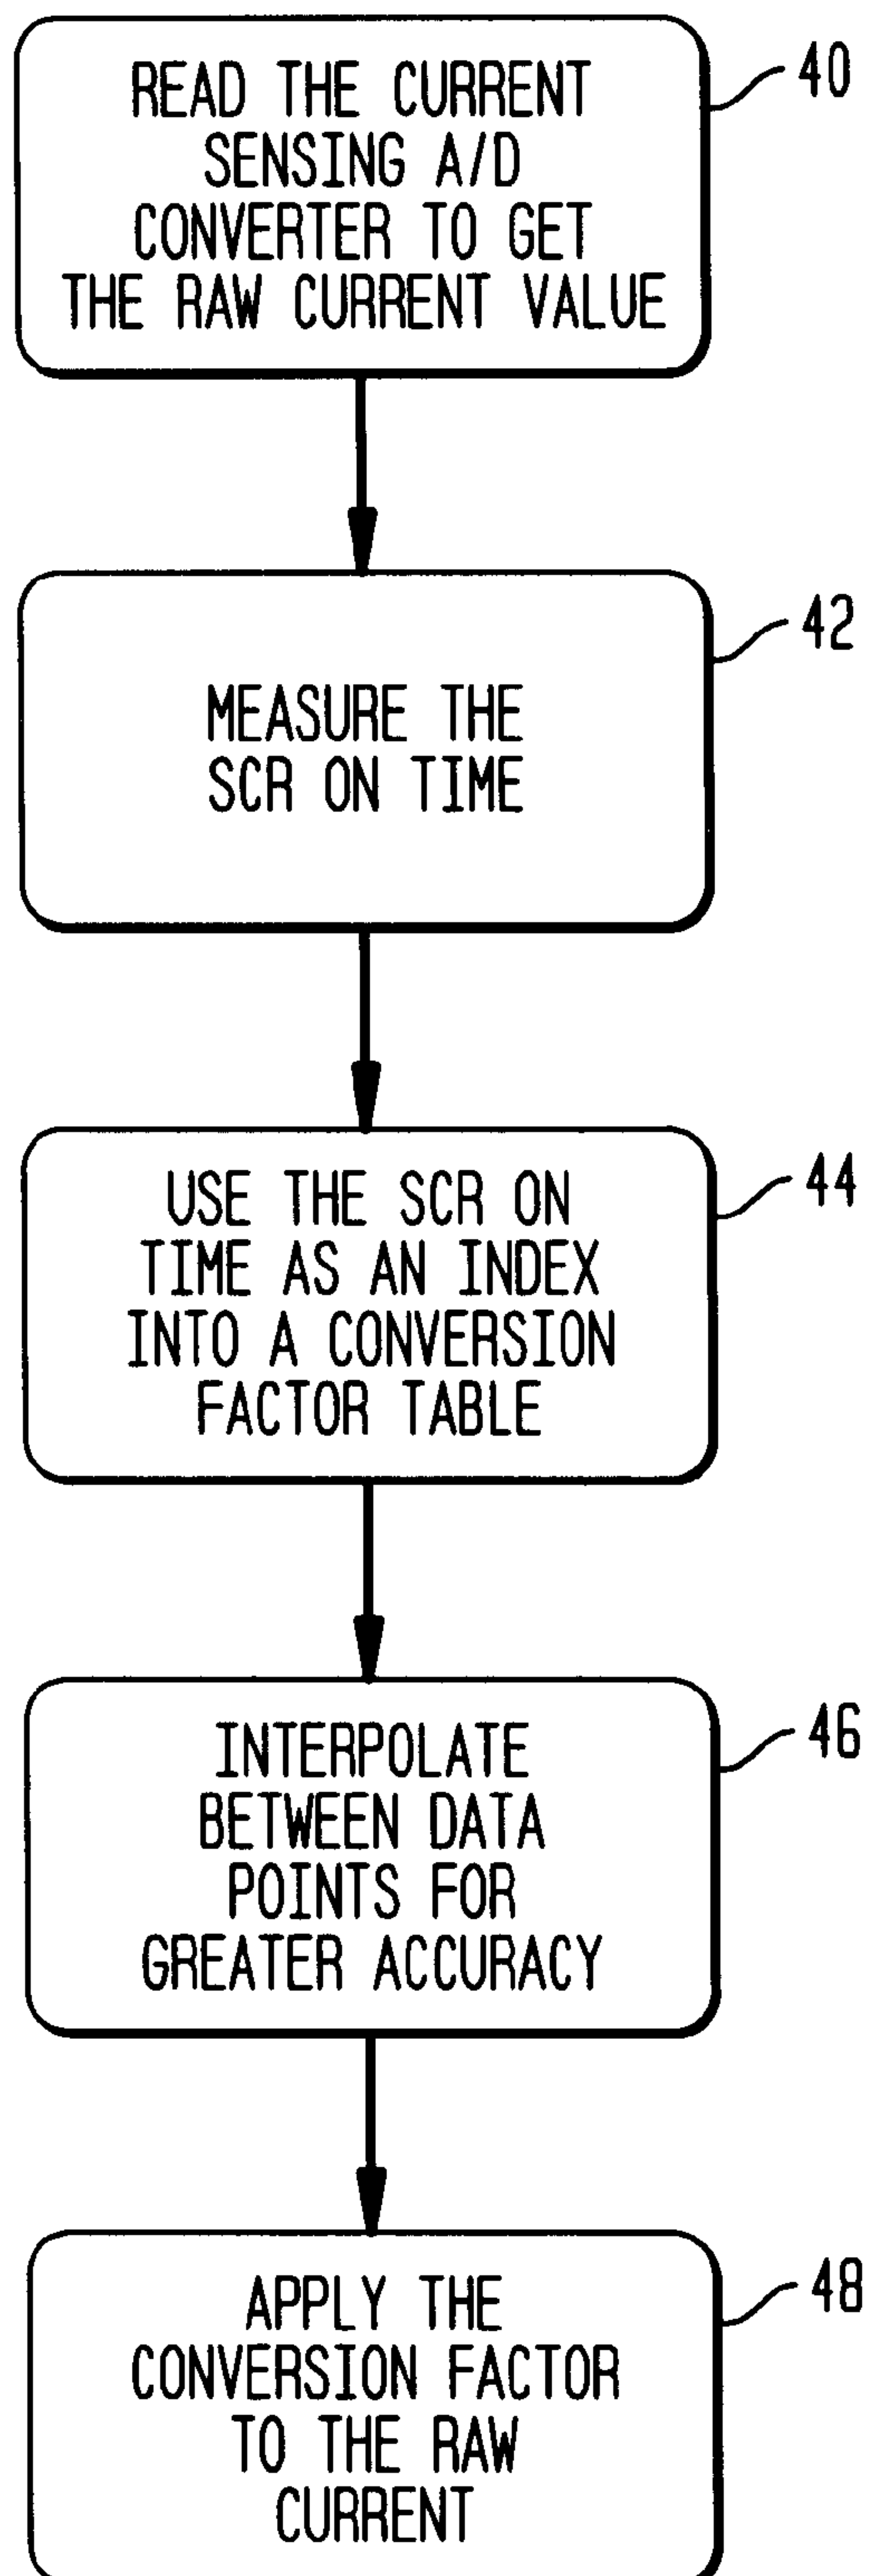 READ THE CURRENT
SENSING A/D
CONVERTER TO GET
THE RAW CURRENT VALUE
40
MEASURE THE
SCR ON TIME
42
USE THE SCR ON
TIME AS AN INDEX
INTO A CONVERSION
FACTOR TABLE
44
INTERPOLATE
BETWEEN DATA
POINTS FOR
GREATER ACCURACY
46
APPLY THE
CONVERSION FACTOR
TO THE RAW
CURRENT
48